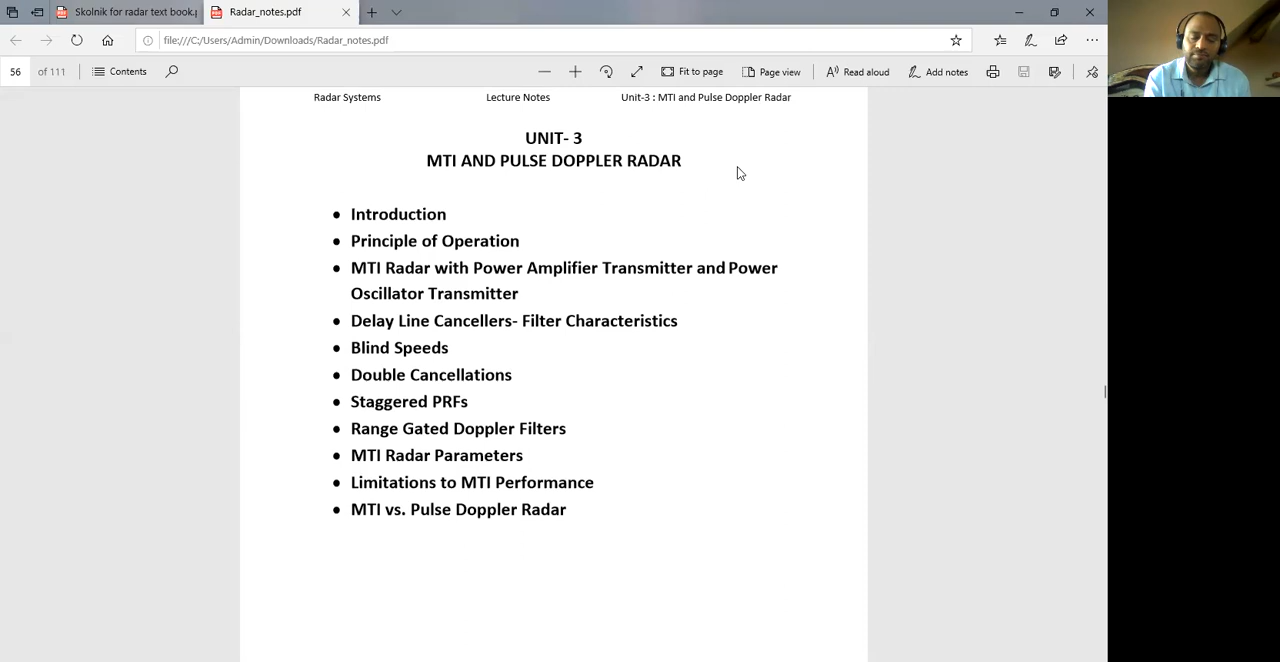 Skolnik for radar text book.p
Radar_notes.pdf
file:///C:/Users/Admin/Downloads/Radar_notes.pdf
56 of 111 Contents Fit to page Page view Read aloud Add notes
Radar Systems Lecture Notes Unit-3 : MTI and Pulse Doppler Radar
UNIT- 3
MTI AND PULSE DOPPLER RADAR
• Introduction
• Principle of Operation
• MTI Radar with Power Amplifier Transmitter and Power
Oscillator Transmitter
• Delay Line Cancellers- Filter Characteristics
• Blind Speeds
• Double Cancellations
• Staggered PRFs
• Range Gated Doppler Filters
• MTI Radar Parameters
• Limitations to MTI Performance
• MTI vs. Pulse Doppler Radar